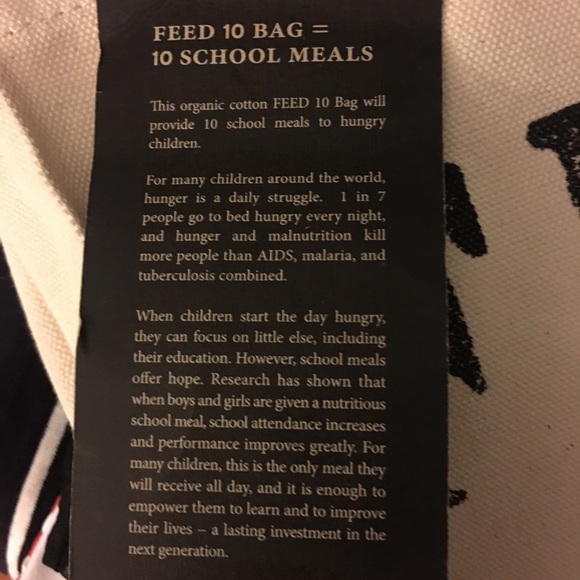 FEED 10 BAG =
10 SCHOOL MEALS
This organic cotton FEED 10 Bag will
provide 10 school meals to hungry
children.
For many children around the world,
hunger is a daily struggle. 1 in 7
people go to bed hungry every night,
and hunger and malnutrition kill
more people than AIDS, malaria, and
tuberculosis combined.
When children start the day hungry,
they can focus on little else, including
their education. However, school meals
offer hope. Research has shown that
when boys and girls are given a nutritious
school meal, school attendance increases
and performance improves greatly. For
many children, this is the only meal they
will receive all day, and it is enough to
empower them to learn and to improve
their lives – a lasting investment in the
next generation.